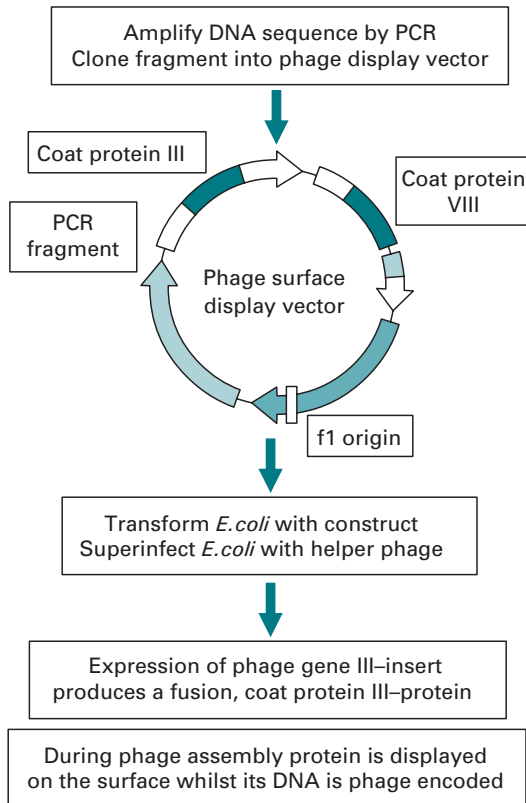 Amplify DNA sequence by PCR
Clone fragment into phage display vector
Coat protein III
Coat protein
VIII
PCR
fragment
Phage surface
display vector
f1 origin
Transform E.coli with construct
Superinfect E.coli with helper phage
Expression of phage gene III–insert
produces a fusion, coat protein III–protein
During phage assembly protein is displayed
on the surface whilst its DNA is phage encoded